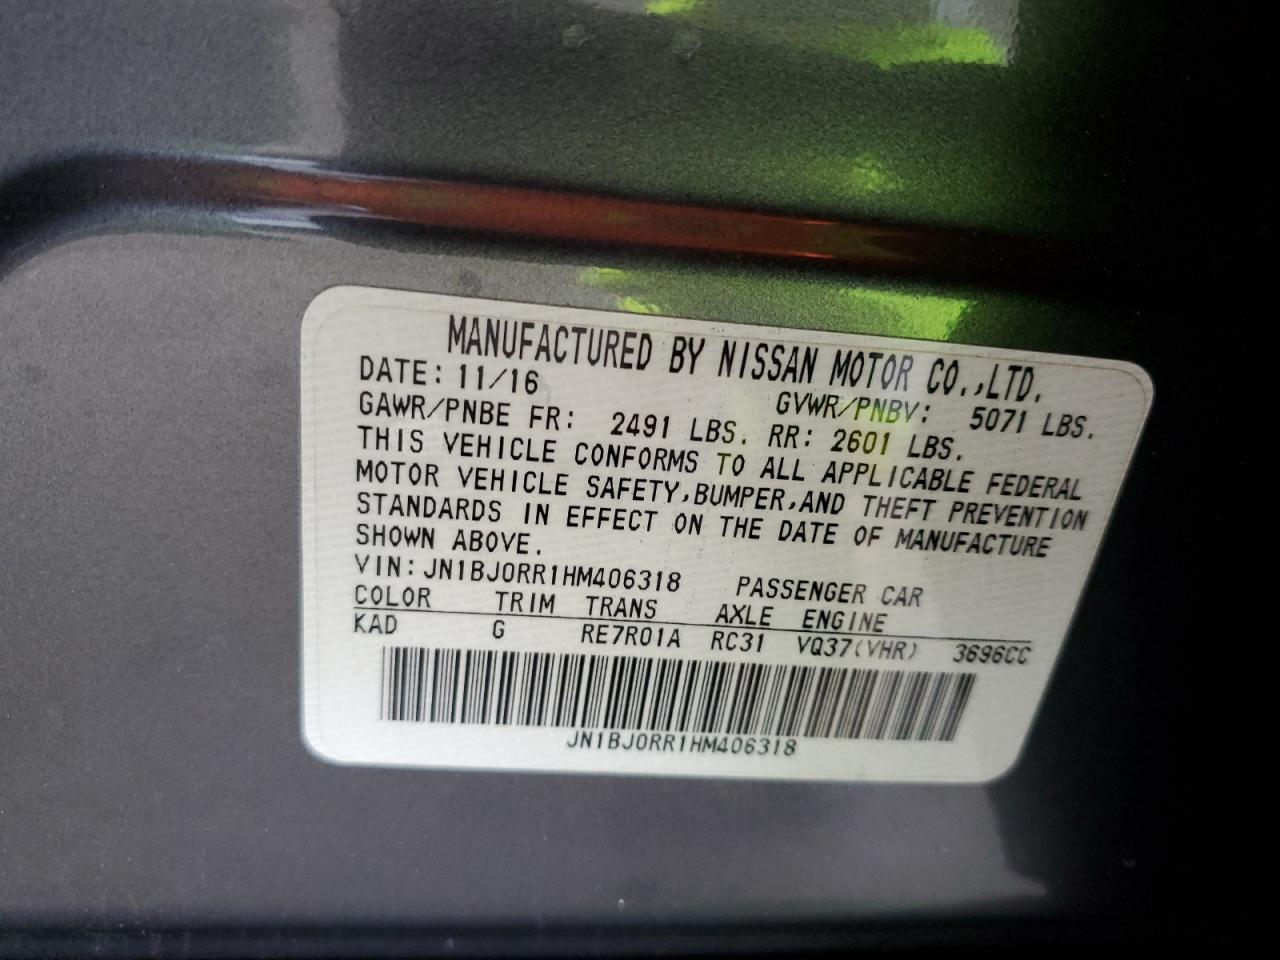 MANUFACTURED BY NISSAN MOTOR CO.,LTD.
DATE: 11/16 GVWR/PNBV: 5071 LBS.
GAWR/PNBE FR: 2491 LBS. RR: 2601 LBS.
THIS VEHICLE CONFORMS TO ALL APPLICABLE FEDERAL
MOTOR VEHICLE SAFETY,BUMPER,AND THEFT PREVENTION
STANDARDS IN EFFECT ON THE DATE OF MANUFACTURE
SHOWN ABOVE.
VIN:JN1BJ0RR1HM406318 PASSENGER CAR
COLOR TRIM TRANS AXLE ENGINE
KAD G RE7R01A RC31 VQ37(VHR) 3696CC
JN1BJ0RR1HM406318